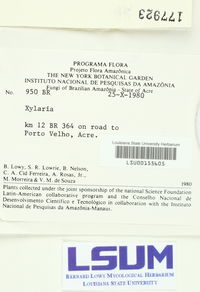 177923
PROGRAMA FLORA
Projeto Flora Amazônica
THE NEW YORK BOTANICAL GARDEN
INSTITUTO NACIONAL DE PESQUISAS DA AMAZÔNIA
Fungi of Brazilian Amazonia - State of Acre
No. 950 BR 25-X-1980
Xylaria
km 12 BR 364 on road to
Porto Velho, Acre.
Louisiana State University Herbarium
LSU00155405
B. Lowy, S. R. Lowrie, B. Nelson,
C. A. Cid Ferreira, A. Rosas, Jr.,
M. Morreira & V. M. de Souza
1980
Plants collected under the joint sponsorship of the national Science Foundation
Latin-American collaborative program and the Conselho Nacional de
Desenvolvimento Científico e Tecnológico in collaboration with the Instituto
Nacional de Pesquisas da Amazônia-Manaus.
LSUM
BERNARD LOWY MYCOLOGICAL HERBARIUM
LOUISIANA STATE UNIVERSITY